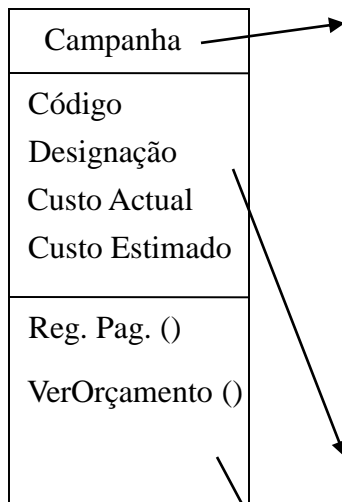 Campanha
Código
Designação
Custo Actual
Custo Estimado
Reg. Pag. ()
VerOrçamento ()